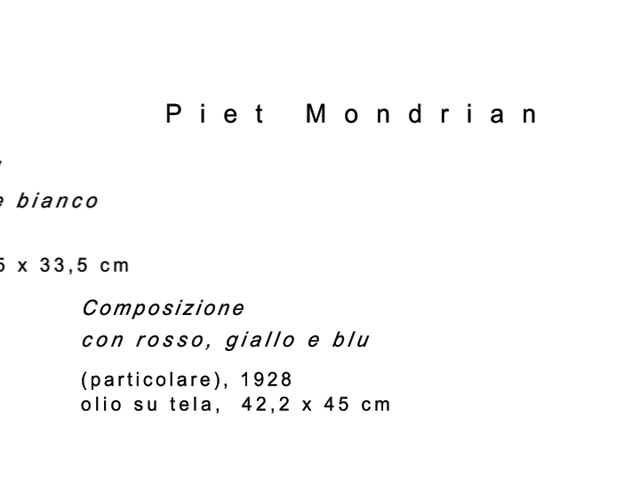 Piet Mondrian
e bianco
5 x 33,5 cm
Composizione
con rosso, giallo e blu
(particolare), 1928
olio su tela, 42,2 x 45 cm